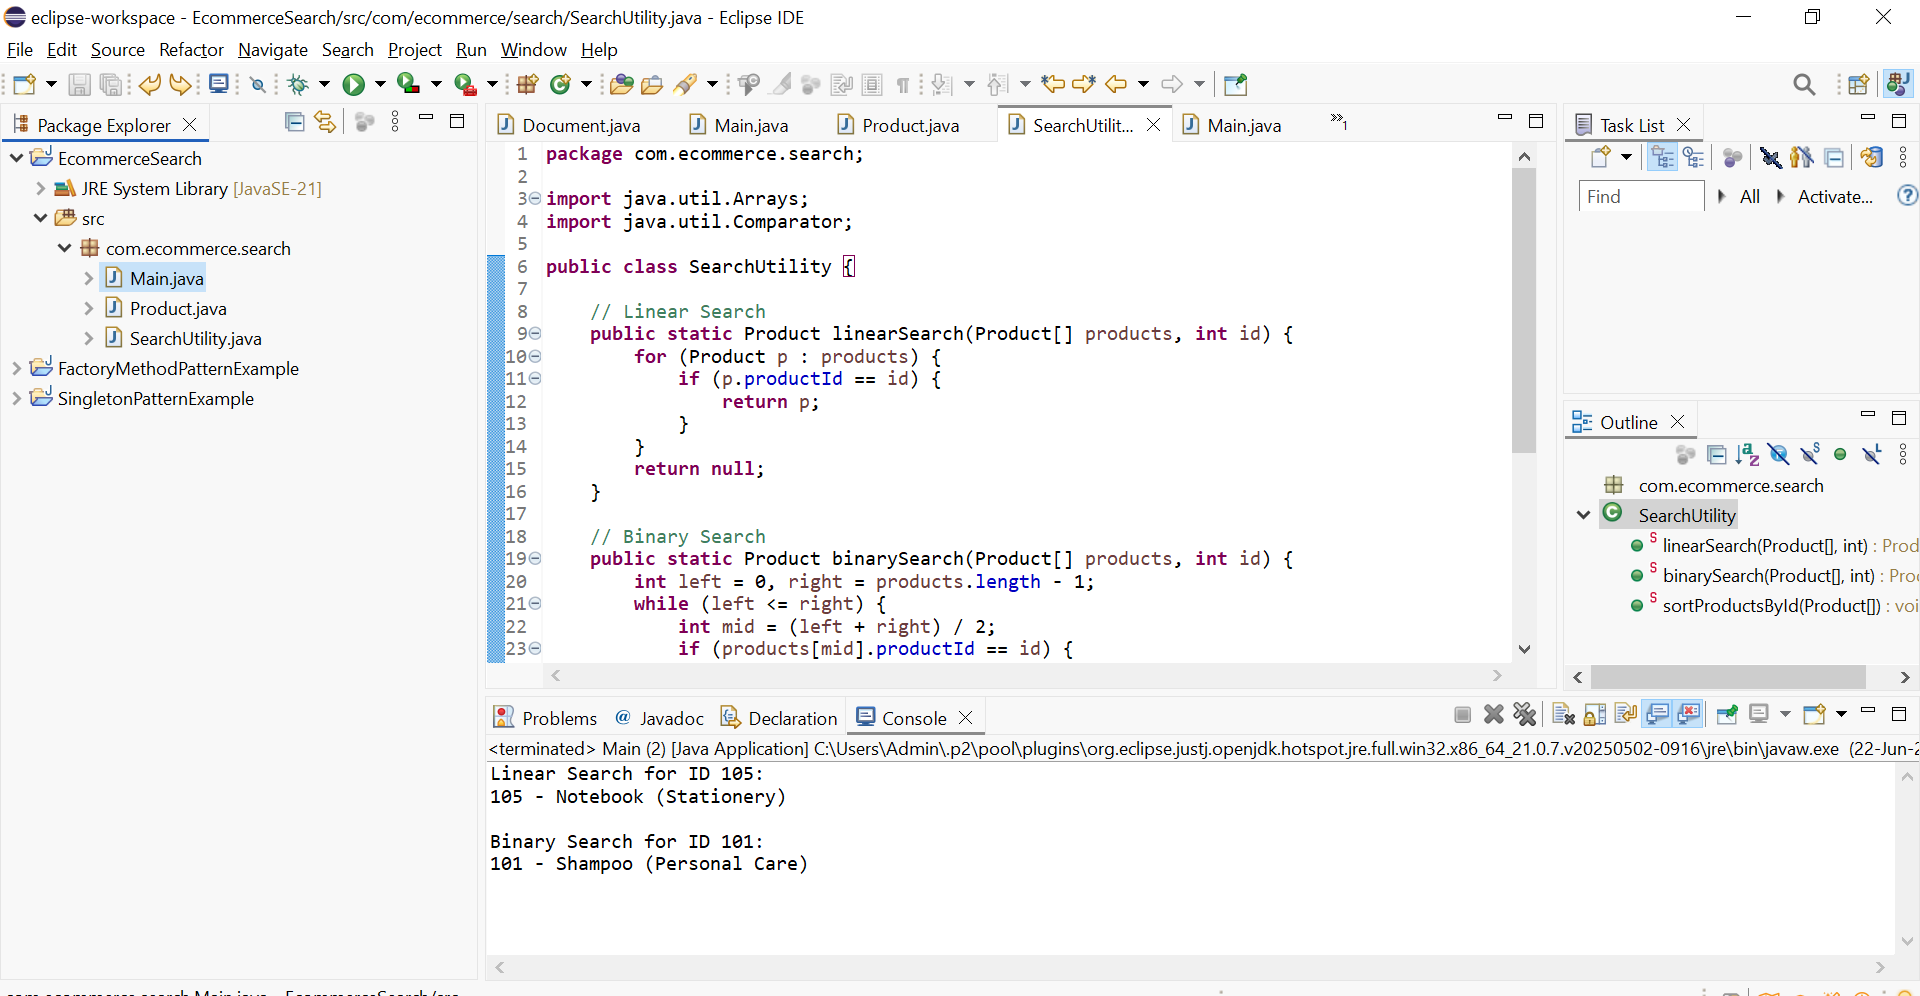 eclipse-workspace - EcommerceSearch/src/com/ecommerce/search/SearchUtility.java - Eclipse IDE
File Edit Source Refactor Navigate Search Project Run Window Help
Package Explorer
EcommerceSearch
JRE System Library [JavaSE-21]
src
com.ecommerce.search
Main.java
Product.java
SearchUtility.java
FactoryMethodPatternExample
SingletonPatternExample
Document.java Main.java Product.java SearchUtilit... Main.java »1
1 package com.ecommerce.search;
2
3 import java.util.Arrays;
4 import java.util.Comparator;
5
6 public class SearchUtility {
7
8 // Linear Search
9 public static Product linearSearch(Product[] products, int id) {
10 for (Product p : products) {
11 if (p.productId == id) {
12 return p;
13 }
14 }
15 return null;
16 }
17
18 // Binary Search
19 public static Product binarySearch(Product[] products, int id) {
20 int left = 0, right = products.length - 1;
21 while (left <= right) {
22 int mid = (left + right) / 2;
23 if (products[mid].productId == id) {
Task List
Find All Activate...
Outline
com.ecommerce.search
SearchUtility
linearSearch(Product[], int) : Prod
binarySearch(Product[], int) : Pro
sortProductsById(Product[]) : voi
Problems Javadoc Declaration Console
<terminated> Main (2) [Java Application] C:\Users\Admin\.p2\pool\plugins\org.eclipse.justj.openjdk.hotspot.jre.full.win32.x86_64_21.0.7.v20250502-0916\jre\bin\javaw.exe (22-Jun-2
Linear Search for ID 105:
105 - Notebook (Stationery)

Binary Search for ID 101:
101 - Shampoo (Personal Care)
com.ecommerce.search.Main.java - EcommerceSearch/src